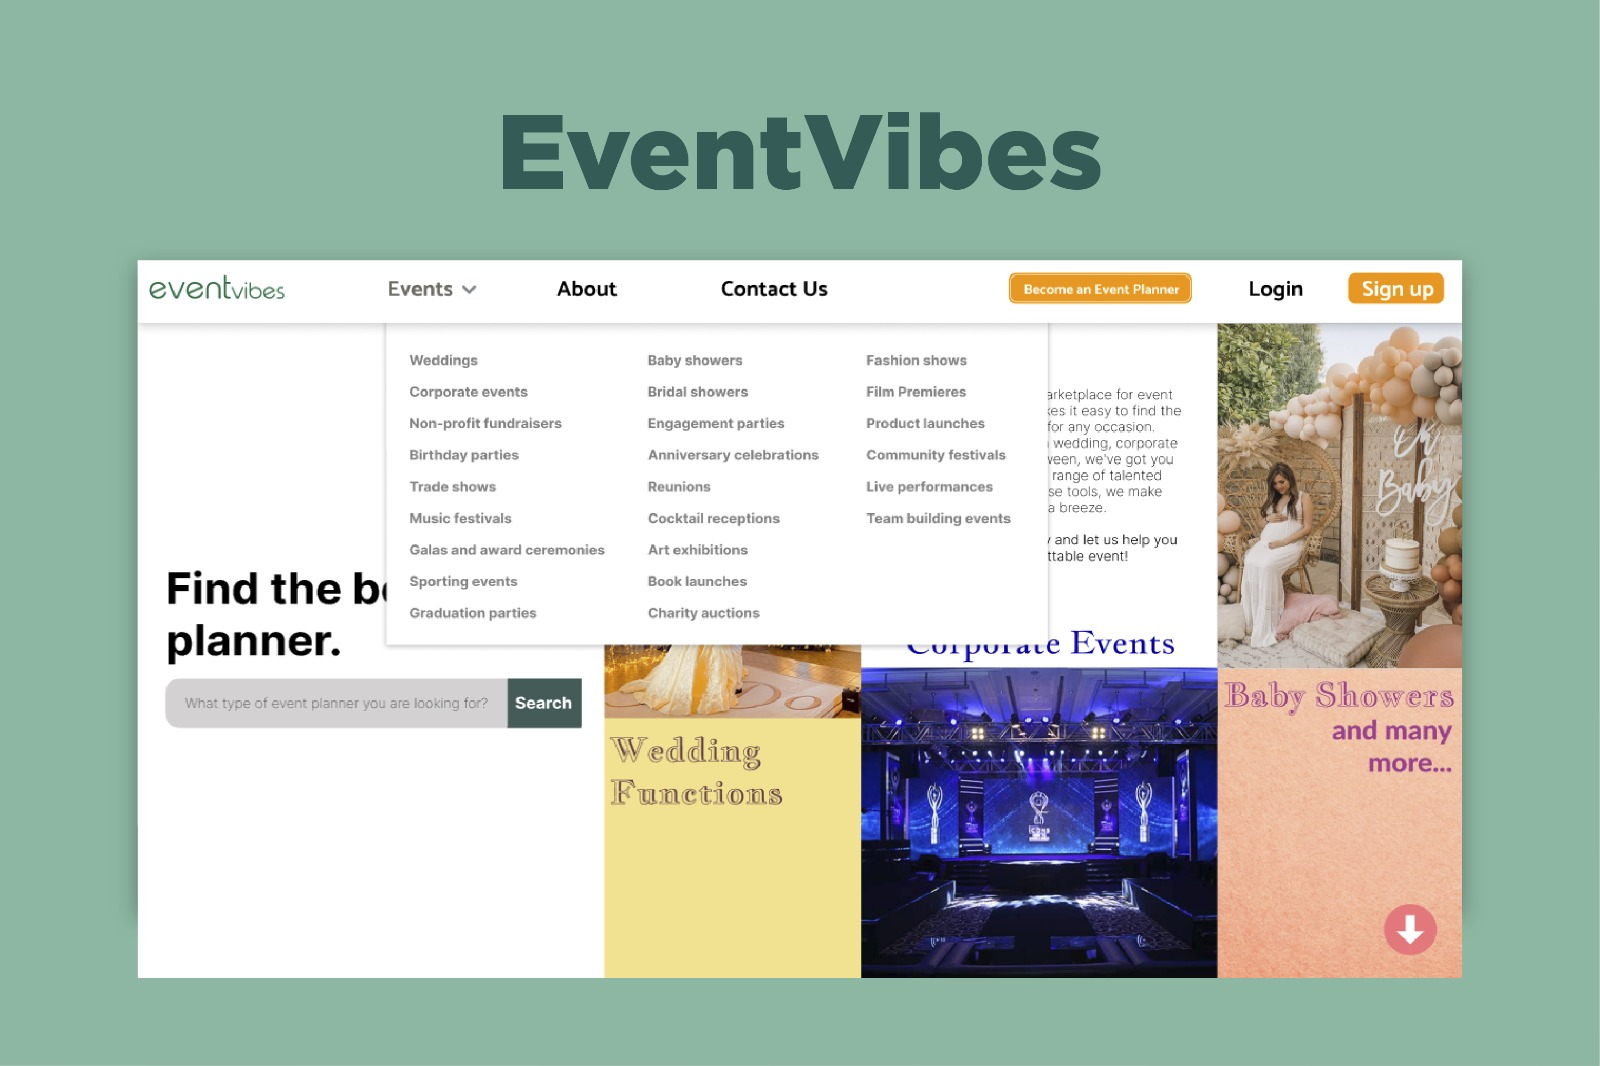 EventVibes
eventvibes
Events
About
Contact Us
Become an Event Planner
Login
Sign up
Weddings
Corporate events
Non-profit fundraisers
Birthday parties
Trade shows
Music festivals
Galas and award ceremonies
Sporting events
Graduation parties
Baby showers
Bridal showers
Engagement parties
Anniversary celebrations
Reunions
Cocktail receptions
Art exhibitions
Book launches
Charity auctions
Fashion shows
Film Premieres
Product launches
Community festivals
Live performances
Team building events
for event
it easy to find the
for any occasion.
wedding, corporate
we've got you
range of talented
tools, we make
a breeze.
and let us help you
event!
Find the
planner.
What type of event planner you are looking for?
Search
Wedding
Functions
Corporate Events
Oh
Baby
Baby Showers
and many
more...